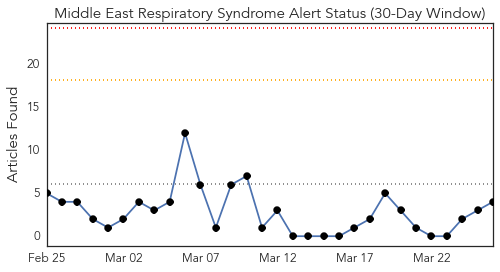 Middle East Respiratory Syndrome Alert Status (30-Day Window)
Articles Found
20
15
10
5
0
Feb 25 Mar 02 Mar 07 Mar 12 Mar 17 Mar 22